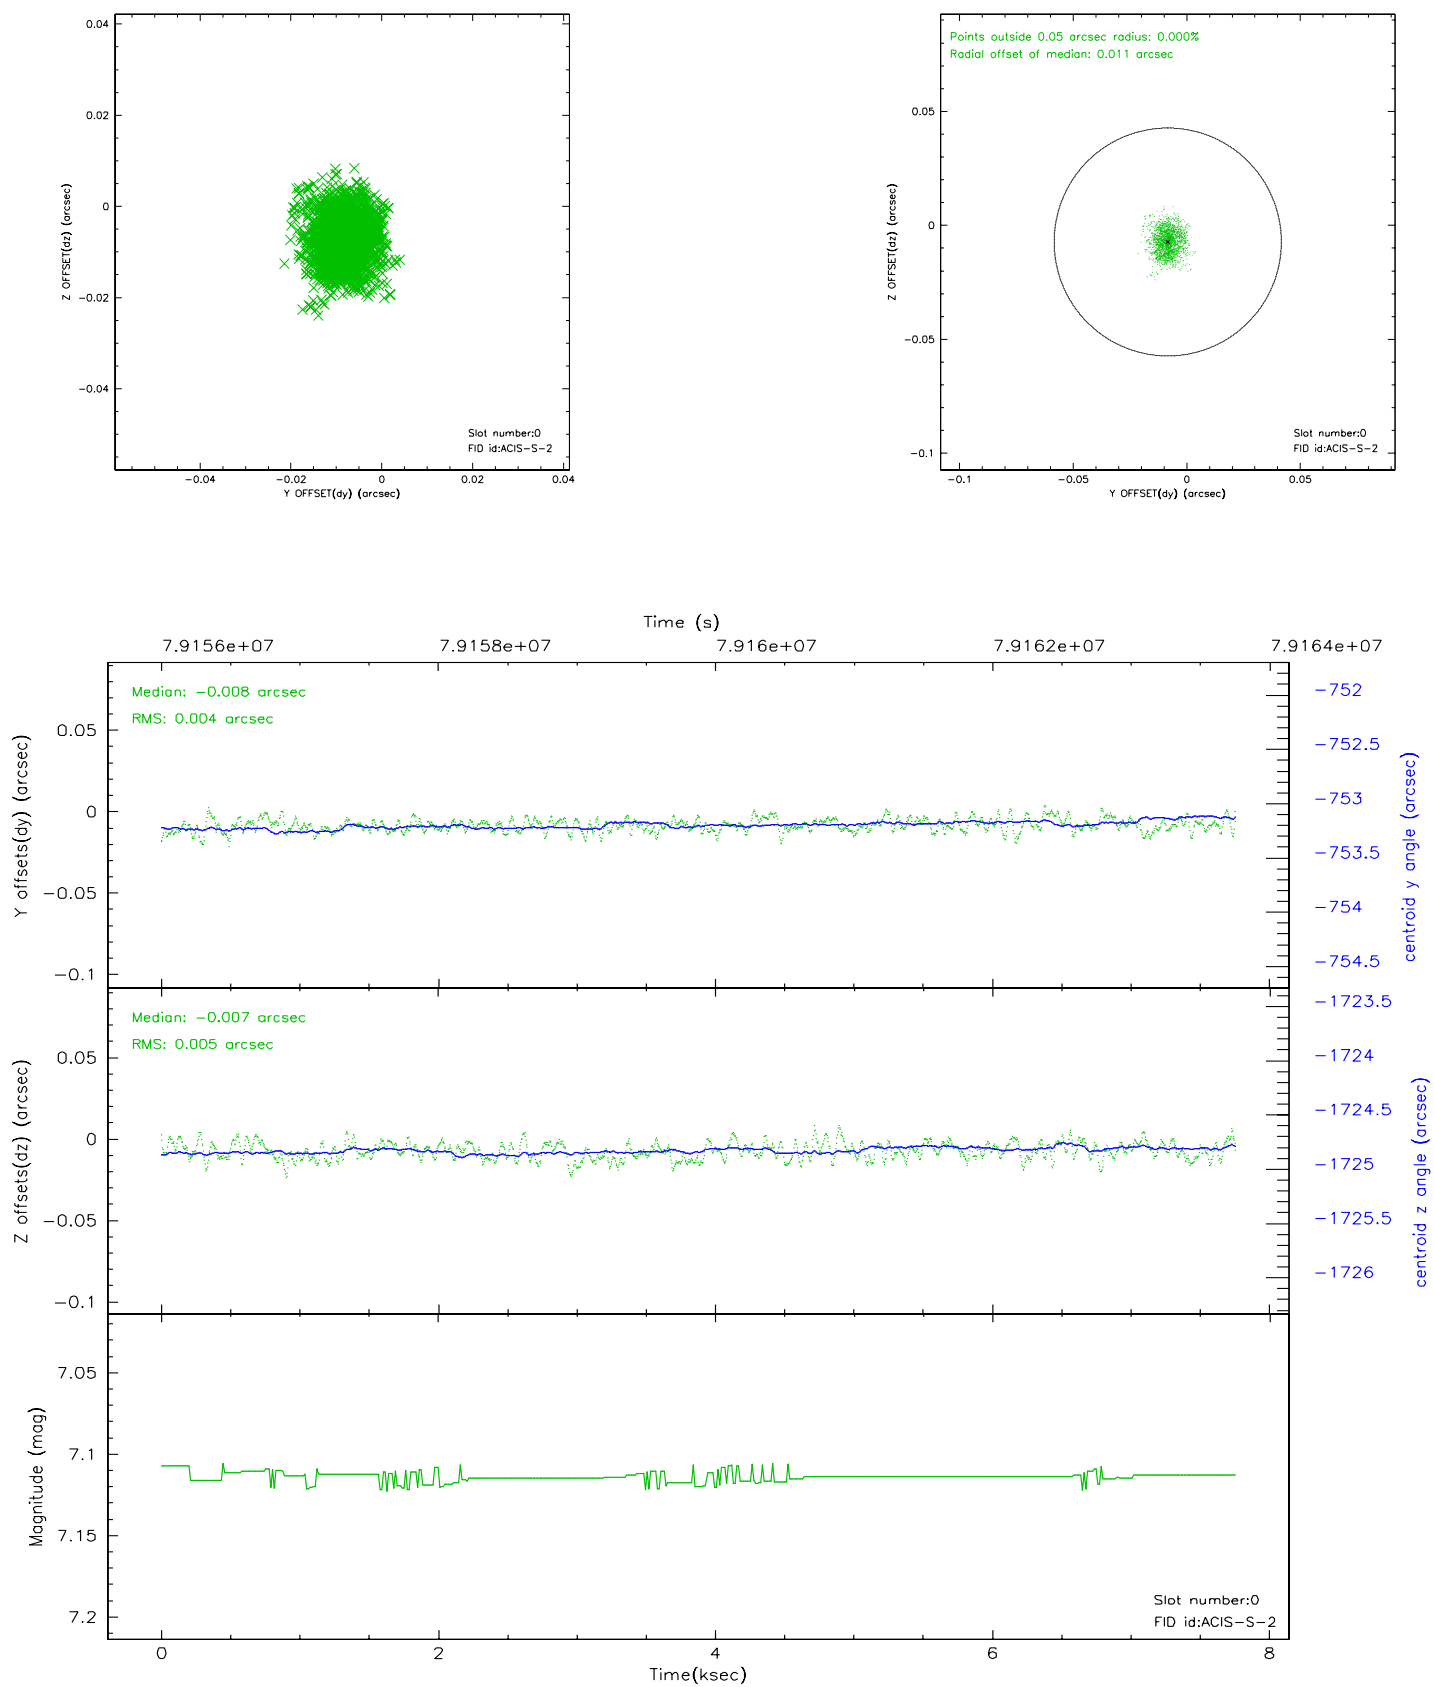 0.04
0.02
0
−0.02
−0.04
Z OFFSET(dz) (arcsec)
Slot number:0
FID id:ACIS−S−2
−0.04
−0.02
0
0.02
0.04
Y OFFSET(dy) (arcsec)
Points outside 0.05 arcsec radius: 0.000%
Radial offset of median: 0.011 arcsec
0.05
0
−0.05
−0.1
Z OFFSET(dz) (arcsec)
Slot number:0
FID id:ACIS−S−2
−0.1
−0.05
0
0.05
Y OFFSET(dy) (arcsec)
Time (s)
7.9156e+07
7.9158e+07
7.916e+07
7.9162e+07
7.9164e+07
Median: −0.008 arcsec
RMS: 0.004 arcsec
0.05
0
−0.05
−0.1
Y offsets(dy) (arcsec)
−752
−752.5
−753
−753.5
−754
−754.5
centroid y angle (arcsec)
Median: −0.007 arcsec
RMS: 0.005 arcsec
0.05
0
−0.05
−0.1
Z offsets(dz) (arcsec)
−1723.5
−1724
−1724.5
−1725
−1725.5
−1726
centroid z angle (arcsec)
7.05
7.1
7.15
7.2
Magnitude (mag)
Slot number:0
FID id:ACIS−S−2
0
2
4
6
8
Time(ksec)